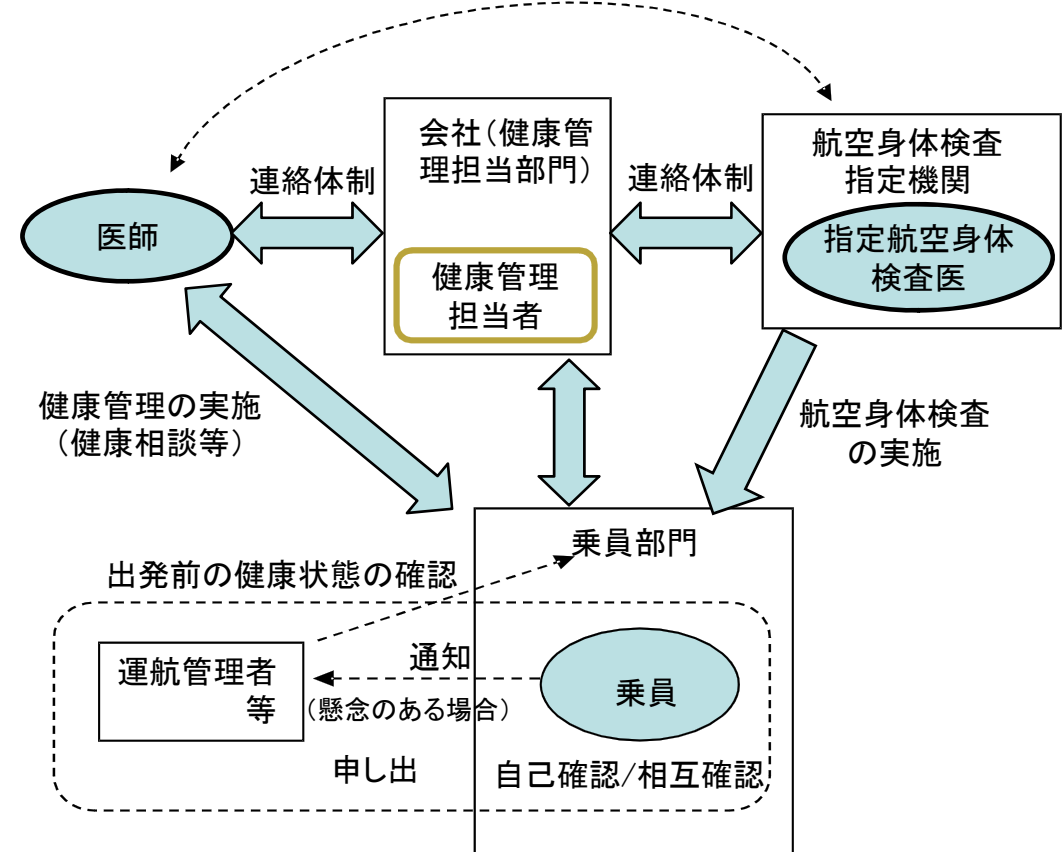 会社（健康管
理担当部門）
航空身体検査
指定機関
連絡体制
連絡体制
医師
指定航空身体
検査医
健康管理
担当者
健康管理の実施
（健康相談等）
航空身体検査
の実施
乗員部門
出発前の健康状態の確認
通知
運航管理者
等
（懸念のある場合）
乗員
申し出
自己確認/相互確認